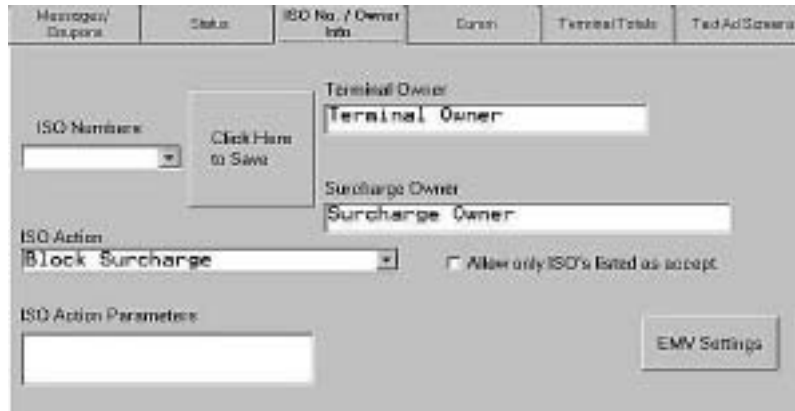 Messages/
Coupons
Status
ISO No. / Owner
Info
Comm
Terminal Totals
Text Ad Screens
Terminal Owner
Terminal Owner
ISO Numbers
Click Here
to Save
Surcharge Owner
Surcharge Owner
ISO Action
Block Surcharge
Allow only ISO's listed as accept
ISO Action Parameters
EMV Settings